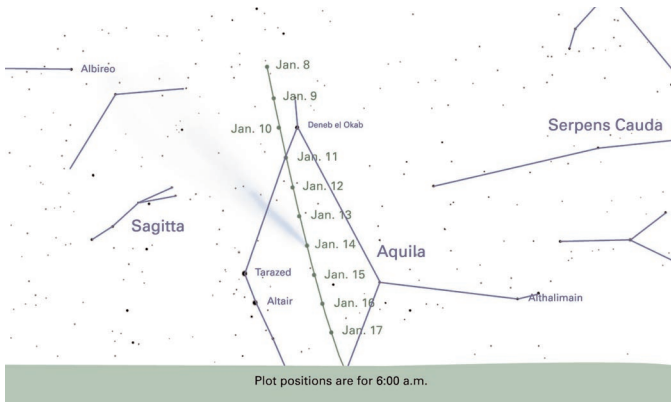 Albireo
Jan. 8
Jan. 9
Jan. 10
Deneb el Okab
Serpens Cauda
Jan. 11
Jan. 12
Sagitta
Jan. 13
Jan. 14
Aquila
Tarazed
Jan. 15
Altair
Jan. 16
Althalimain
Jan. 17
Plot positions are for 6:00 a.m.